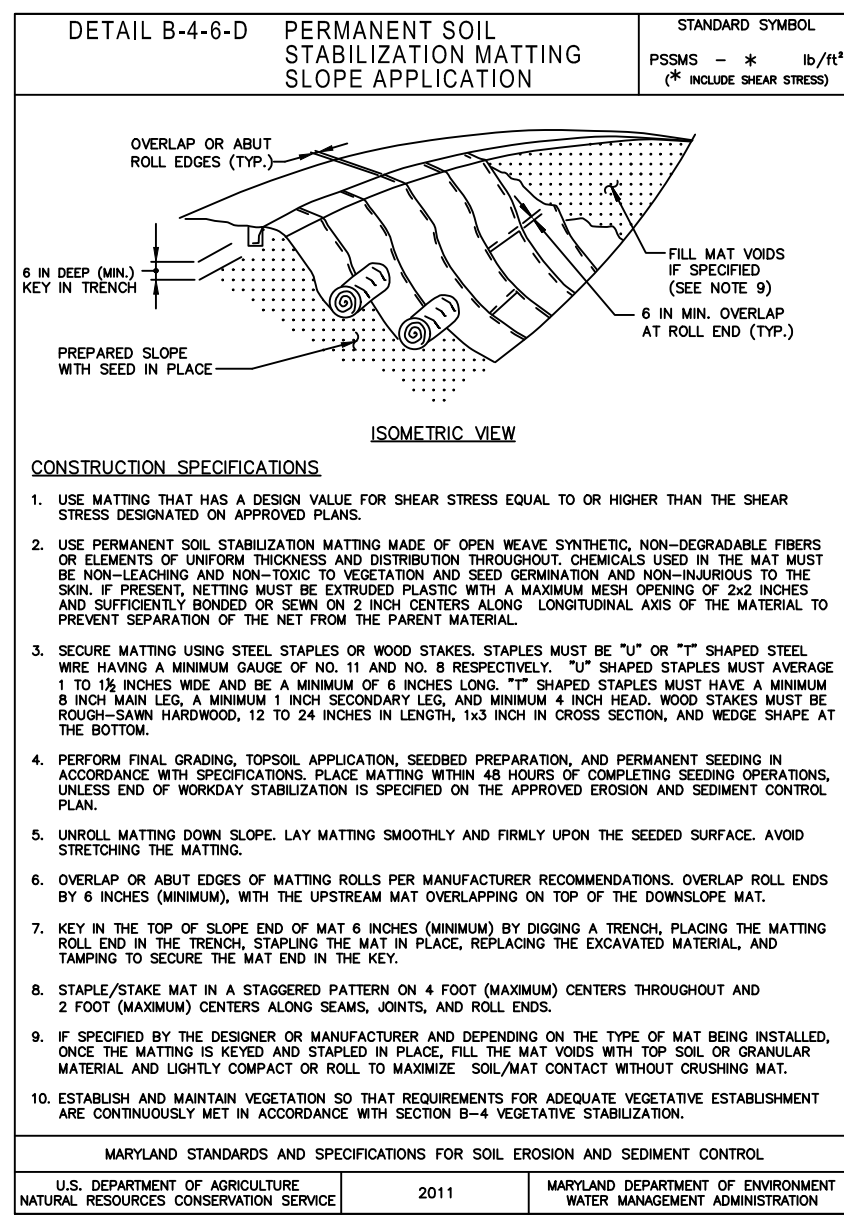 DETAIL B-4-6-D PERMANENT SOIL
STABILIZATION MATTING
SLOPE APPLICATION
STANDARD SYMBOL
PSSMS - * lb/ft²
(* INCLUDE SHEAR STRESS)
OVERLAP OR ABUT
ROLL EDGES (TYP.)
6 IN DEEP (MIN.)
KEY IN TRENCH
PREPARED SLOPE
WITH SEED IN PLACE
FILL MAT VOIDS
IF SPECIFIED
(SEE NOTE 9)
6 IN MIN. OVERLAP
AT ROLL END (TYP.)
ISOMETRIC VIEW
CONSTRUCTION SPECIFICATIONS
1. USE MATTING THAT HAS A DESIGN VALUE FOR SHEAR STRESS EQUAL TO OR HIGHER THAN THE SHEAR
STRESS DESIGNATED ON APPROVED PLANS.
2. USE PERMANENT SOIL STABILIZATION MATTING MADE OF OPEN WEAVE SYNTHETIC, NON-DEGRADABLE FIBERS
OR ELEMENTS OF UNIFORM THICKNESS AND DISTRIBUTION THROUGHOUT. CHEMICALS USED IN THE MAT MUST
BE NON-LEACHING AND NON-TOXIC TO VEGETATION AND SEED GERMINATION AND NON-INJURIOUS TO THE
SKIN. IF PRESENT, NETTING MUST BE EXTRUDED PLASTIC WITH A MAXIMUM MESH OPENING OF 2x2 INCHES
AND SUFFICIENTLY BONDED OR SEWN ON 2 INCH CENTERS ALONG LONGITUDINAL AXIS OF THE MATERIAL TO
PREVENT SEPARATION OF THE NET FROM THE PARENT MATERIAL.
3. SECURE MATTING USING STEEL STAPLES OR WOOD STAKES. STAPLES MUST BE "U" OR "T" SHAPED STEEL
WIRE HAVING A MINIMUM GAUGE OF NO. 11 AND NO. 8 RESPECTIVELY. "U" SHAPED STAPLES MUST AVERAGE
1 TO 1½ INCHES WIDE AND BE A MINIMUM OF 6 INCHES LONG. "T" SHAPED STAPLES MUST HAVE A MINIMUM
8 INCH MAIN LEG, A MINIMUM 1 INCH SECONDARY LEG, AND MINIMUM 4 INCH HEAD. WOOD STAKES MUST BE
ROUGH-SAWN HARDWOOD, 12 TO 24 INCHES IN LENGTH, 1x3 INCH IN CROSS SECTION, AND WEDGE SHAPE AT
THE BOTTOM.
4. PERFORM FINAL GRADING, TOPSOIL APPLICATION, SEEDBED PREPARATION, AND PERMANENT SEEDING IN
ACCORDANCE WITH SPECIFICATIONS. PLACE MATTING WITHIN 48 HOURS OF COMPLETING SEEDING OPERATIONS,
UNLESS END OF WORKDAY STABILIZATION IS SPECIFIED ON THE APPROVED EROSION AND SEDIMENT CONTROL
PLAN.
5. UNROLL MATTING DOWN SLOPE. LAY MATTING SMOOTHLY AND FIRMLY UPON THE SEEDED SURFACE. AVOID
STRETCHING THE MATTING.
6. OVERLAP OR ABUT EDGES OF MATTING ROLLS PER MANUFACTURER RECOMMENDATIONS. OVERLAP ROLL ENDS
BY 6 INCHES (MINIMUM), WITH THE UPSTREAM MAT OVERLAPPING ON TOP OF THE DOWNSLOPE MAT.
7. KEY IN THE TOP OF SLOPE END OF MAT 6 INCHES (MINIMUM) BY DIGGING A TRENCH, PLACING THE MATTING
ROLL END IN THE TRENCH, STAPLING THE MAT IN PLACE, REPLACING THE EXCAVATED MATERIAL, AND
TAMPING TO SECURE THE MAT END IN THE KEY.
8. STAPLE/STAKE MAT IN A STAGGERED PATTERN ON 4 FOOT (MAXIMUM) CENTERS THROUGHOUT AND
2 FOOT (MAXIMUM) CENTERS ALONG SEAMS, JOINTS, AND ROLL ENDS.
9. IF SPECIFIED BY THE DESIGNER OR MANUFACTURER AND DEPENDING ON THE TYPE OF MAT BEING INSTALLED,
ONCE THE MATTING IS KEYED AND STAPLED IN PLACE, FILL THE MAT VOIDS WITH TOP SOIL OR GRANULAR
MATERIAL AND LIGHTLY COMPACT OR ROLL TO MAXIMIZE SOIL/MAT CONTACT WITHOUT CRUSHING MAT.
10. ESTABLISH AND MAINTAIN VEGETATION SO THAT REQUIREMENTS FOR ADEQUATE VEGETATIVE ESTABLISHMENT
ARE CONTINUOUSLY MET IN ACCORDANCE WITH SECTION B-4 VEGETATIVE STABILIZATION.
MARYLAND STANDARDS AND SPECIFICATIONS FOR SOIL EROSION AND SEDIMENT CONTROL
U.S. DEPARTMENT OF AGRICULTURE
NATURAL RESOURCES CONSERVATION SERVICE
2011
MARYLAND DEPARTMENT OF ENVIRONMENT
WATER MANAGEMENT ADMINISTRATION